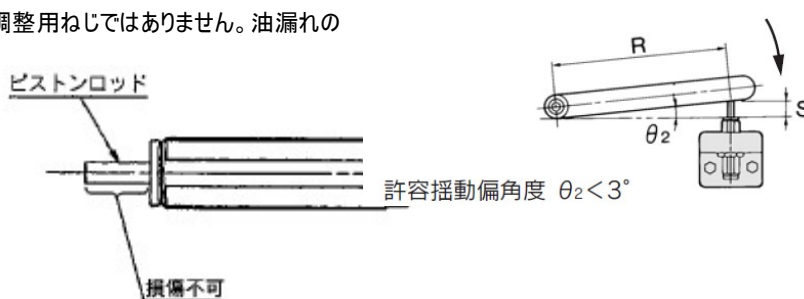 調整用ねじではありません。油漏れの
ピストンロッド
損傷不可
R
S
θ2
許容揺動偏角度 θ2<3°